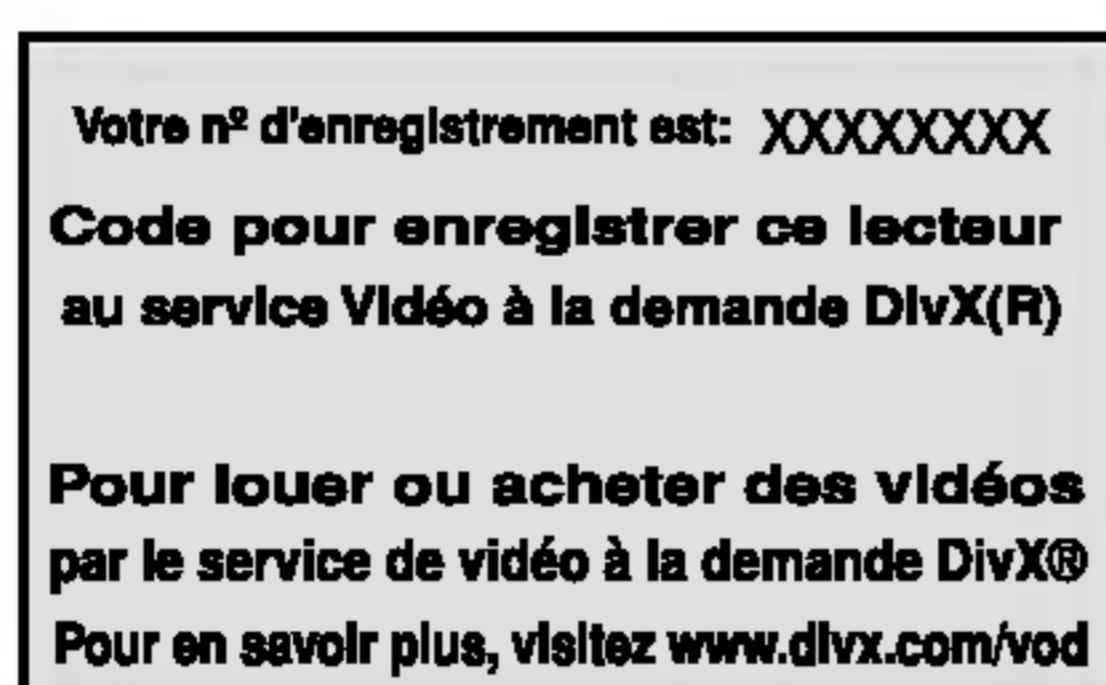 Votre nº d'enregistrement est: XXXXXXXX
Code pour enregistrer ce lecteur
au service Vidéo à la demande DivX(R)
Pour louer ou acheter des vidéos
par le service de vidéo à la demande DivX®
Pour en savoir plus, visitez www.divx.com/vod